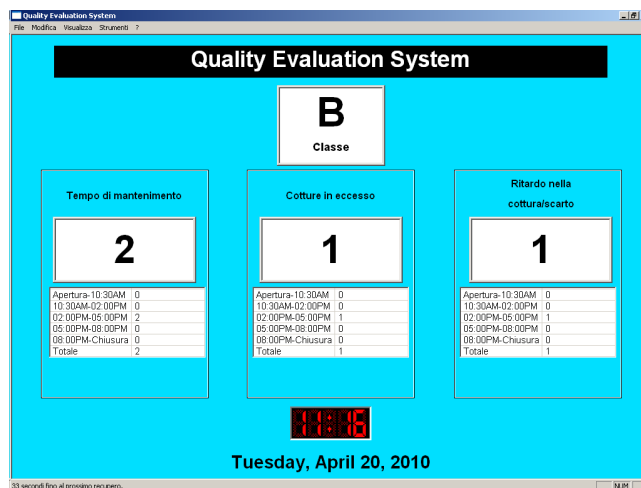 Quality Evaluation System
File Modifica Visualizza Strumenti ?
Quality Evaluation System
B
Classe
Tempo di mantenimento
2
Apertura-10:30AM 0
10:30AM-02:00PM 0
02:00PM-05:00PM 2
05:00PM-08:00PM 0
08:00PM-Chiusura 0
Totale 2
Cotture in eccesso
1
Apertura-10:30AM 0
10:30AM-02:00PM 0
02:00PM-05:00PM 1
05:00PM-08:00PM 0
08:00PM-Chiusura 0
Totale 1
Ritardo nella
cottura/scarto
1
Apertura-10:30AM 0
10:30AM-02:00PM 0
02:00PM-05:00PM 1
05:00PM-08:00PM 0
08:00PM-Chiusura 0
Totale 1
11:16
Tuesday, April 20, 2010
33 secondi fino al prossimo recupero. NUM